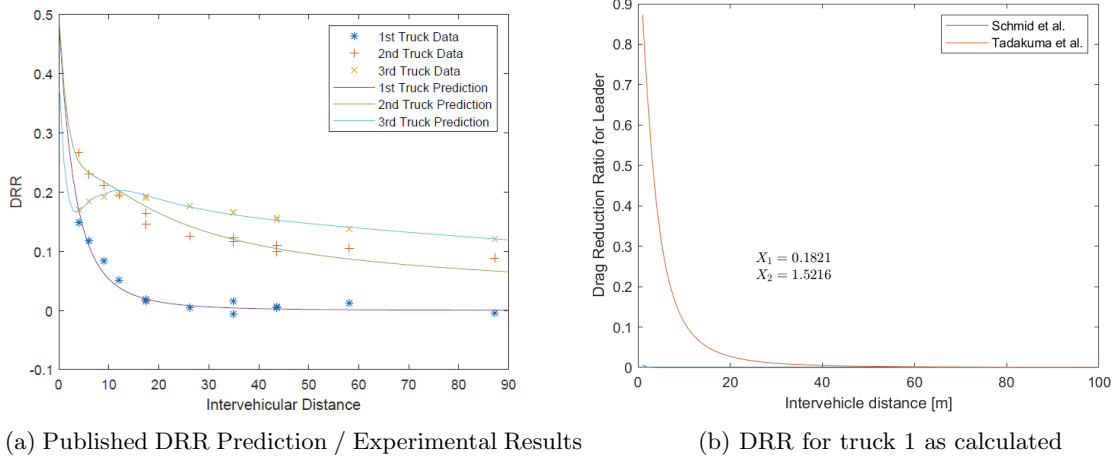 0.5
0.4
0.3
0.2
0.1
0
-0.1
DRR
1st Truck Data
2nd Truck Data
3rd Truck Data
1st Truck Prediction
2nd Truck Prediction
3rd Truck Prediction
0 10 20 30 40 50 60 70 80 90
Intervehicular Distance
(a) Published DRR Prediction / Experimental Results
0.9
0.8
0.7
0.6
0.5
0.4
0.3
0.2
0.1
0
Drag Reduction Ratio for Leader
Schmid et al.
Tadakuma et al.
X₁ = 0.1821
X₂ = 1.5216
0 20 40 60 80 100
Intervehicle distance [m]
(b) DRR for truck 1 as calculated